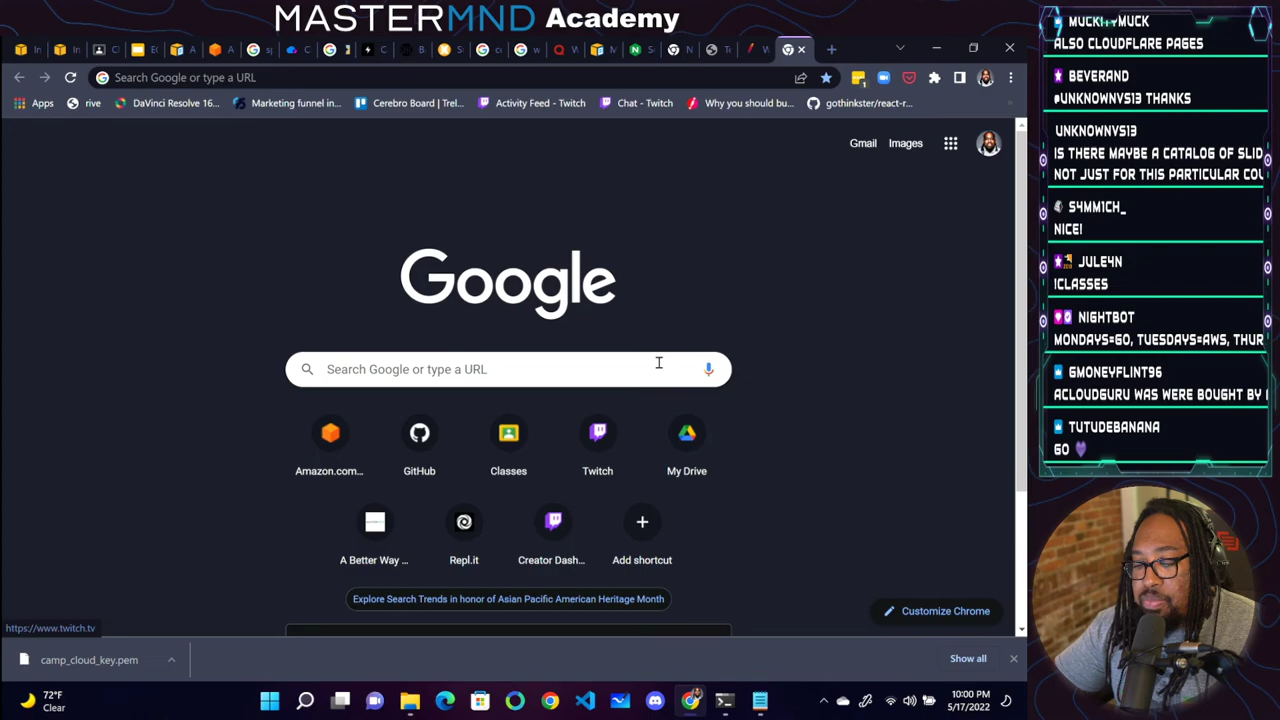 MASTERMND Academy
Search Google or type a URL
Apps
rive
DaVinci Resolve 16...
Marketing funnel in...
Cerebro Board | Trel...
Activity Feed - Twitch
Chat - Twitch
Why you should bu...
gothinkster/react-r...
Gmail
Images
Google
Search Google or type a URL
Amazon.com...
GitHub
Classes
Twitch
My Drive
A Better Way ...
Repl.it
Creator Dash...
Add shortcut
Explore Search Trends in honor of Asian Pacific American Heritage Month
Customize Chrome
https://www.twitch.tv
camp_cloud_key.pem
Show all
72°F
Clear
10:00 PM
5/17/2022
MUCKITYMUCK
ALSO CLOUDFLARE PAGES
BEVERAND
@UNKNOWNVS13 THANKS
UNKNOWNVS13
IS THERE MAYBE A CATALOG OF SLID
NOT JUST FOR THIS PARTICULAR COU
S4MM1CH_
NICE!
JULE4N
!CLASSES
NIGHTBOT
MONDAYS=GO, TUESDAYS=AWS, THUR
GMONEYFLINT96
ACLOUDGURU WAS WERE BOUGHT BY
TUTUDEBANANA
GO